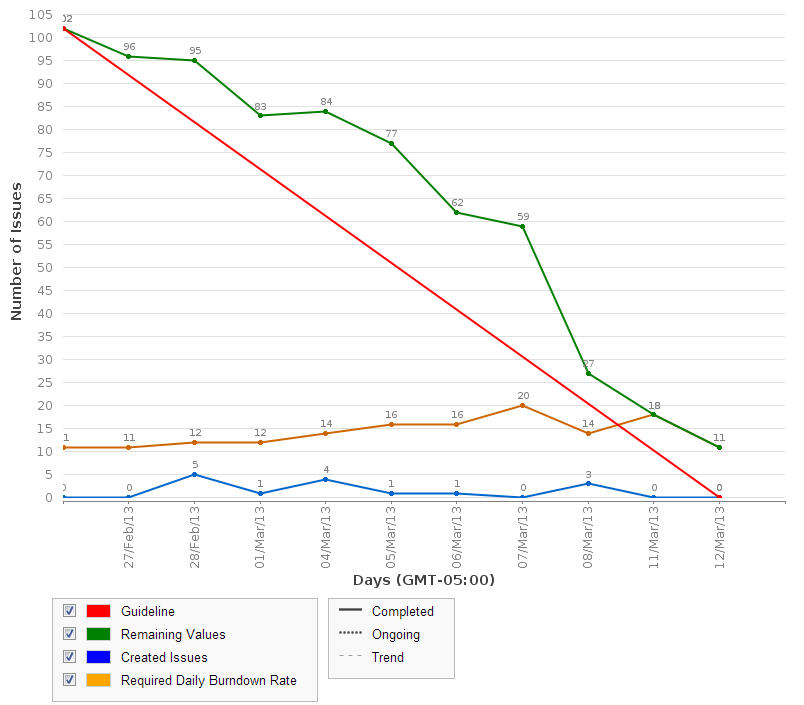 105
100
95
90
85
80
75
70
65
60
55
50
45
40
35
30
25
20
15
10
5
0
Number of Issues
02
96
95
83
84
77
62
59
27
18
11
1
11
12
12
14
16
16
20
14
0
0
5
1
4
1
1
0
3
0
0
27/Feb/13
28/Feb/13
01/Mar/13
04/Mar/13
05/Mar/13
06/Mar/13
07/Mar/13
08/Mar/13
11/Mar/13
12/Mar/13
Days (GMT-05:00)
Guideline
Remaining Values
Created Issues
Required Daily Burndown Rate
Completed
Ongoing
Trend